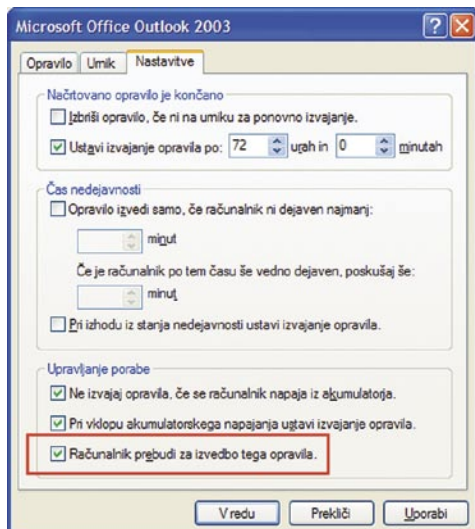 Microsoft Office Outlook 2003
Opravilo Urnik Nastavitve
Načrtovano opravilo je končano
Izbriši opravilo, če ni na urniku za ponovno izvajanje.
Ustavi izvajanje opravila po: 72 urah in 0 minutah
Čas nedejavnosti
Opravilo izvedi samo, če računalnik ni dejaven najmanj:
minut
Če je računalnik po tem času še vedno dejaven, poskušaj še:
minut
Pri izhodu iz stanja nedejavnosti ustavi izvajanje opravila.
Upravljanje porabe
Ne izvajaj opravila, če se računalnik napaja iz akumulatorja.
Pri vklopu akumulatorskega napajanja ustavi izvajanje opravila.
Računalnik prebudi za izvedbo tega opravila.
V redu Prekliči Uporabi